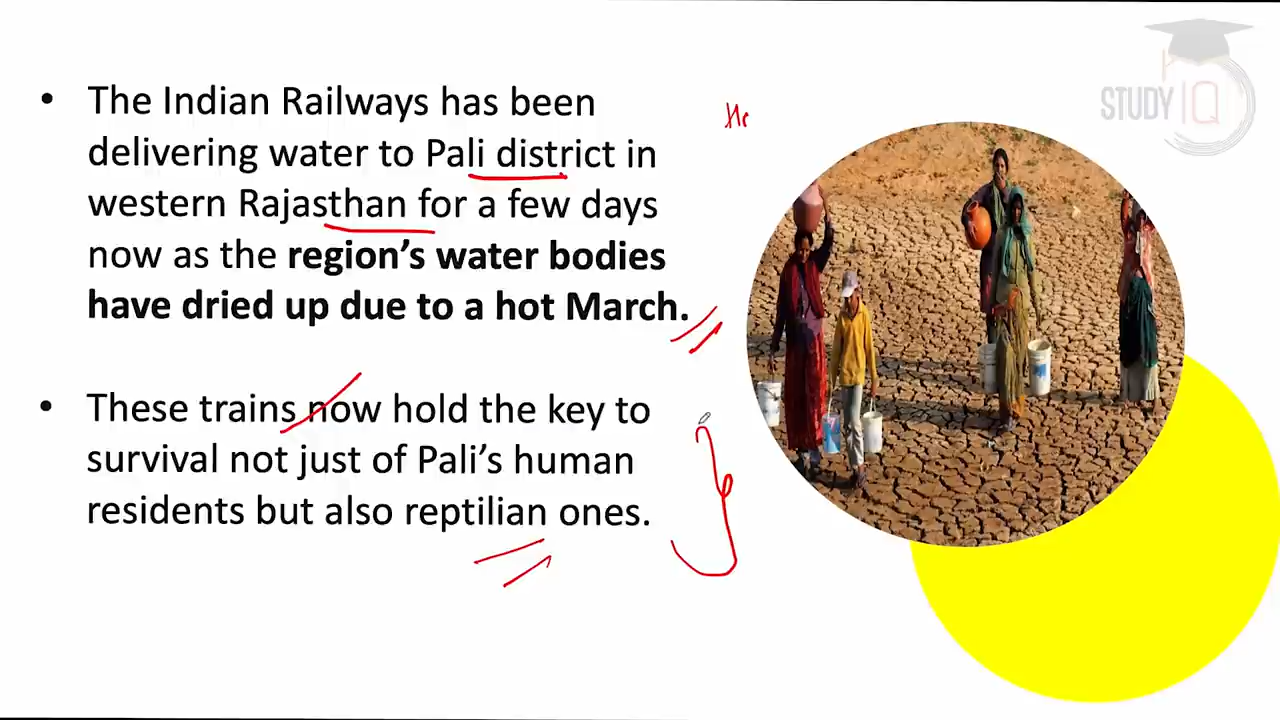 STUDY IQ
• The Indian Railways has been
delivering water to Pali district in
western Rajasthan for a few days
now as the region’s water bodies
have dried up due to a hot March.
• These trains now hold the key to
survival not just of Pali’s human
residents but also reptilian ones.